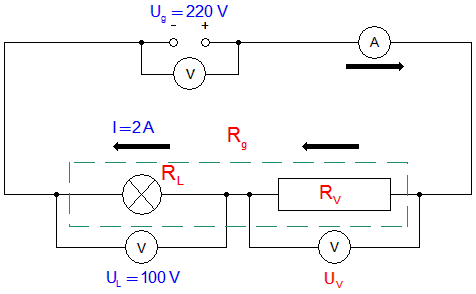 U_g = 220 V
- +
V
A
I = 2 A
R_g
R_L
R_V
V
V
U_L = 100 V
U_V